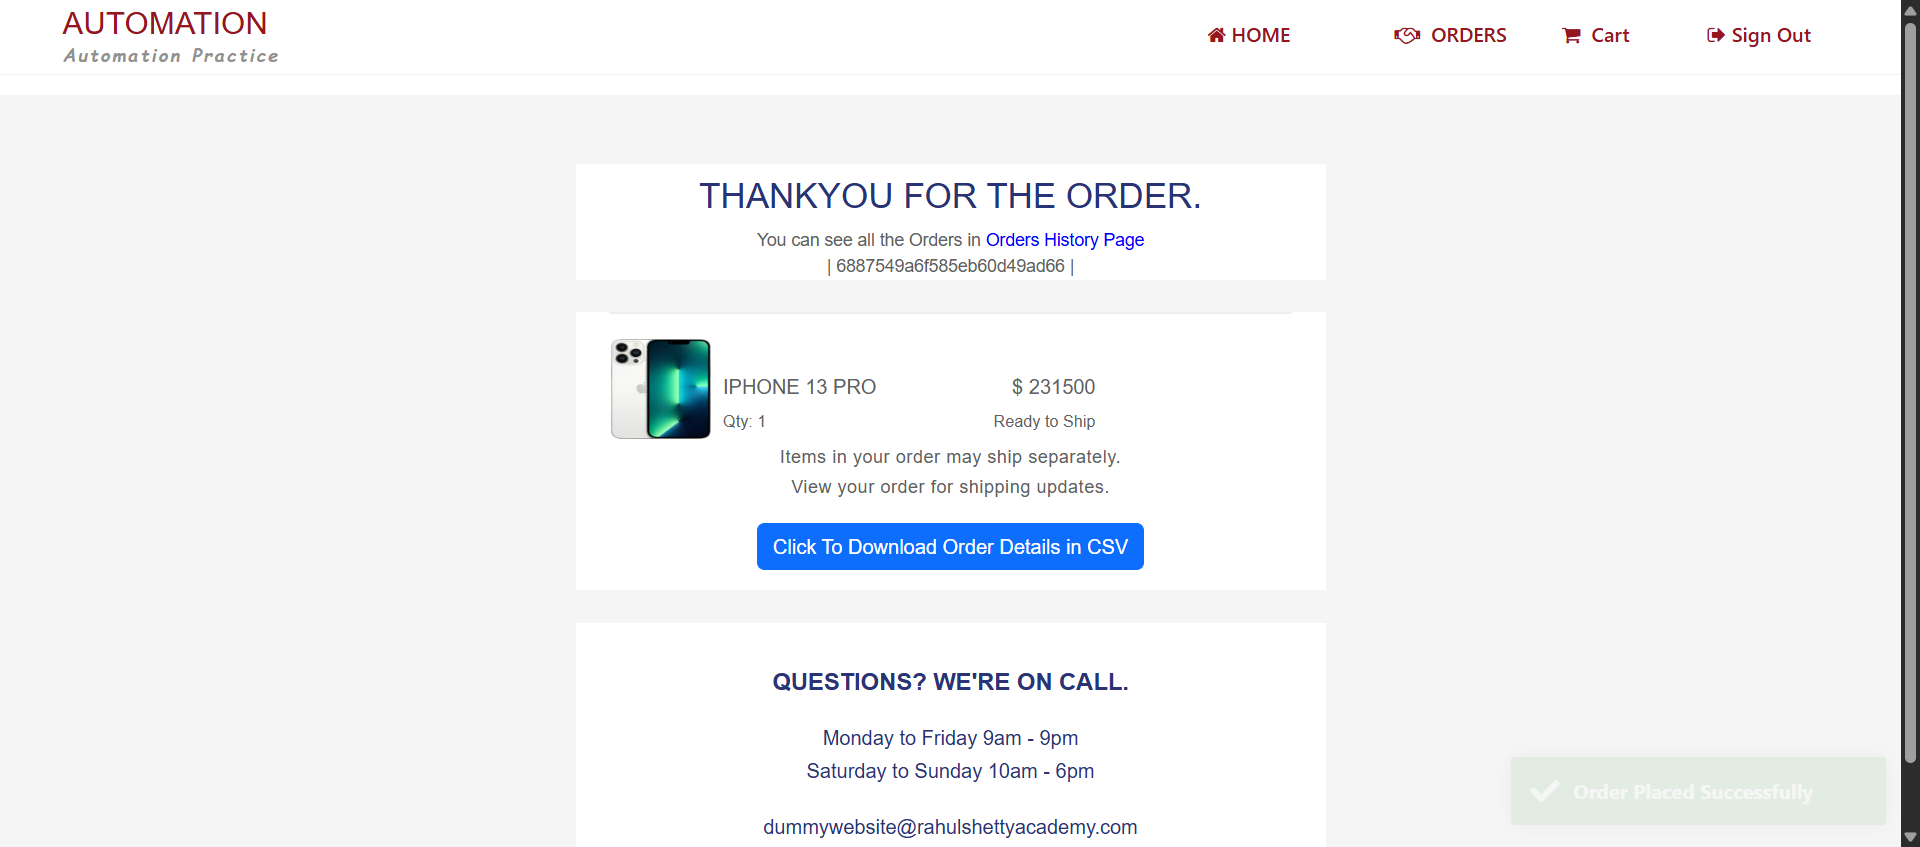 AUTOMATION
Automation Practice
HOME
ORDERS
Cart
Sign Out
THANKYOU FOR THE ORDER.
You can see all the Orders in Orders History Page
| 6887549a6f585eb60d49ad66 |
IPHONE 13 PRO
$ 231500
Qty: 1
Ready to Ship
Items in your order may ship separately.
View your order for shipping updates.
Click To Download Order Details in CSV
QUESTIONS? WE'RE ON CALL.
Monday to Friday 9am - 9pm
Saturday to Sunday 10am - 6pm
dummywebsite@rahulshettyacademy.com
Order Placed Successfully